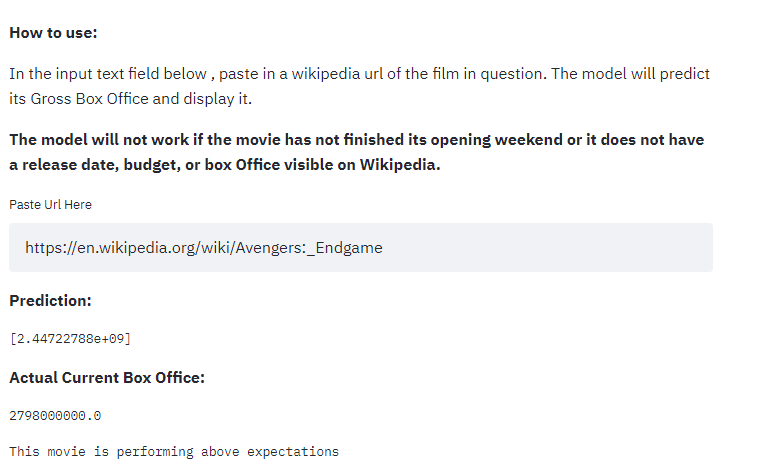 How to use:
In the input text field below , paste in a wikipedia url of the film in question. The model will predict
its Gross Box Office and display it.
The model will not work if the movie has not finished its opening weekend or it does not have
a release date, budget, or box Office visible on Wikipedia.
Paste Url Here
https://en.wikipedia.org/wiki/Avengers:_Endgame
Prediction:
[2.44722788e+09]
Actual Current Box Office:
2798000000.0
This movie is performing above expectations